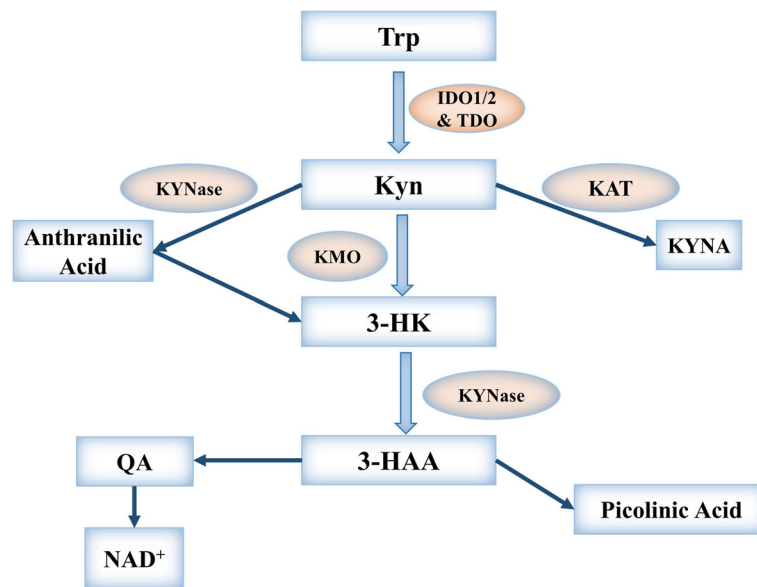 Trp
IDO1/2
& TDO
KYNase
Kyn
KAT
Anthranilic
Acid
KYNA
KMO
3-HK
KYNase
QA
3-HAA
Picolinic Acid
NAD⁺